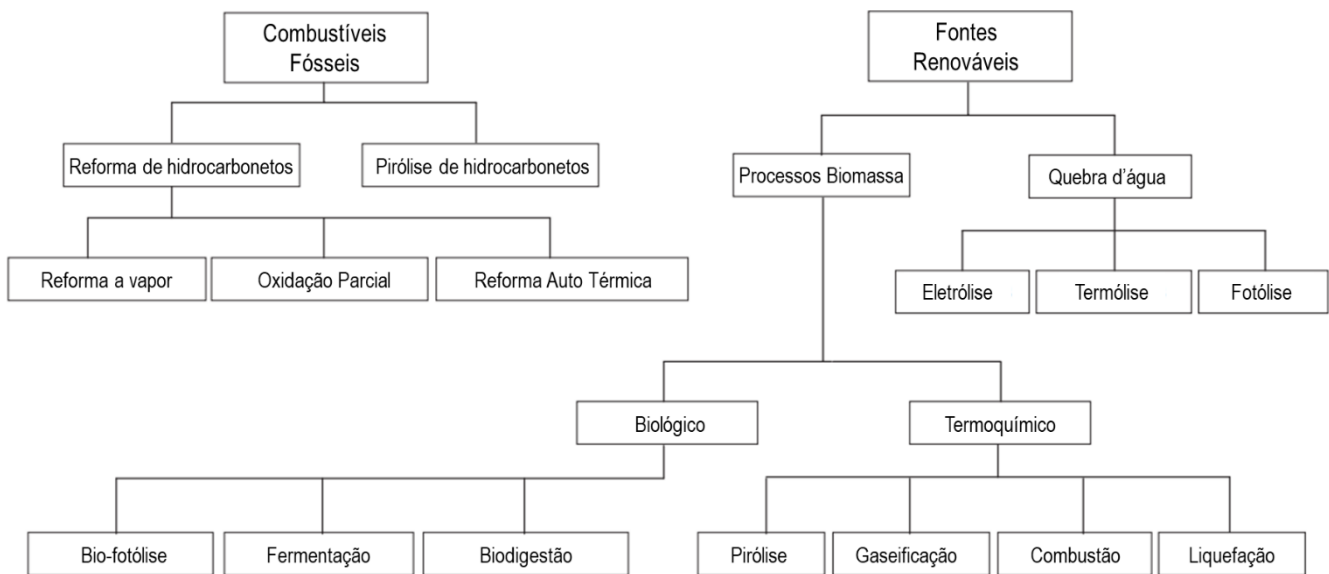 Combustíveis
Fósseis
Fontes
Renováveis
Reforma de hidrocarbonetos
Pirólise de hidrocarbonetos
Processos Biomassa
Quebra d'água
Reforma a vapor
Oxidação Parcial
Reforma Auto Térmica
Eletrólise
Termólise
Fotólise
Biológico
Termoquímico
Bio-fotólise
Fermentação
Biodigestão
Pirólise
Gaseificação
Combustão
Liquefação